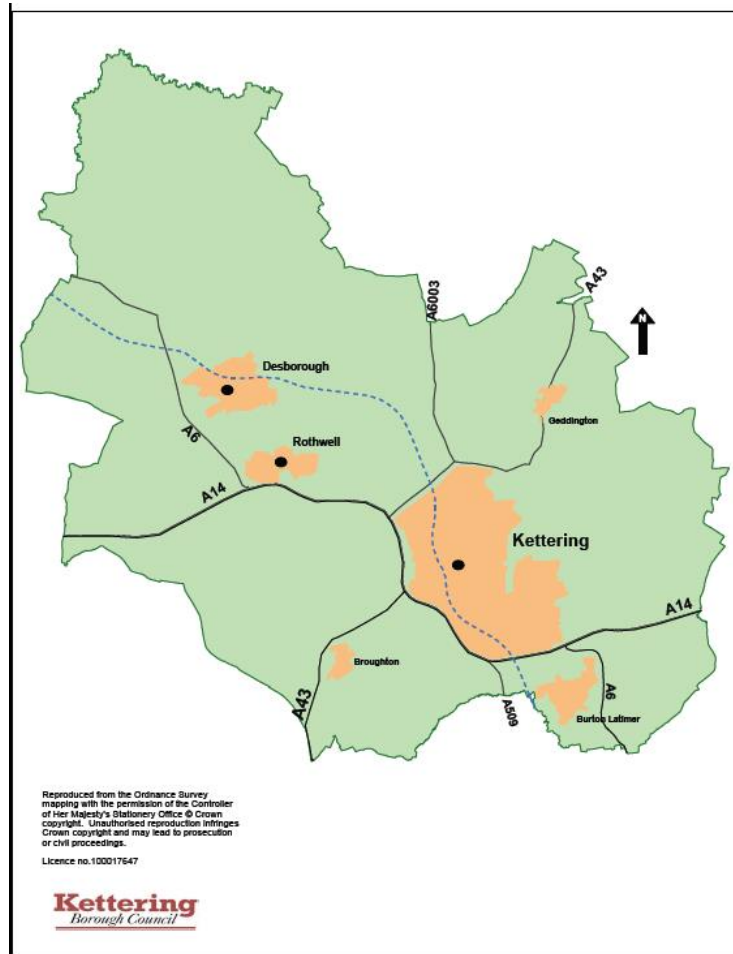 A6003
A43
N
Desborough
Geddington
Rothwell
A6
A14
Kettering
A14
Broughton
A43
A509
A6
Burton Latimer
Reproduced from the Ordnance Survey
mapping with the permission of the Controller
of Her Majesty's Stationery Office © Crown
copyright. Unauthorised reproduction infringes
Crown copyright and may lead to prosecution
or civil proceedings.
Licence no.100017647
Kettering
Borough Council